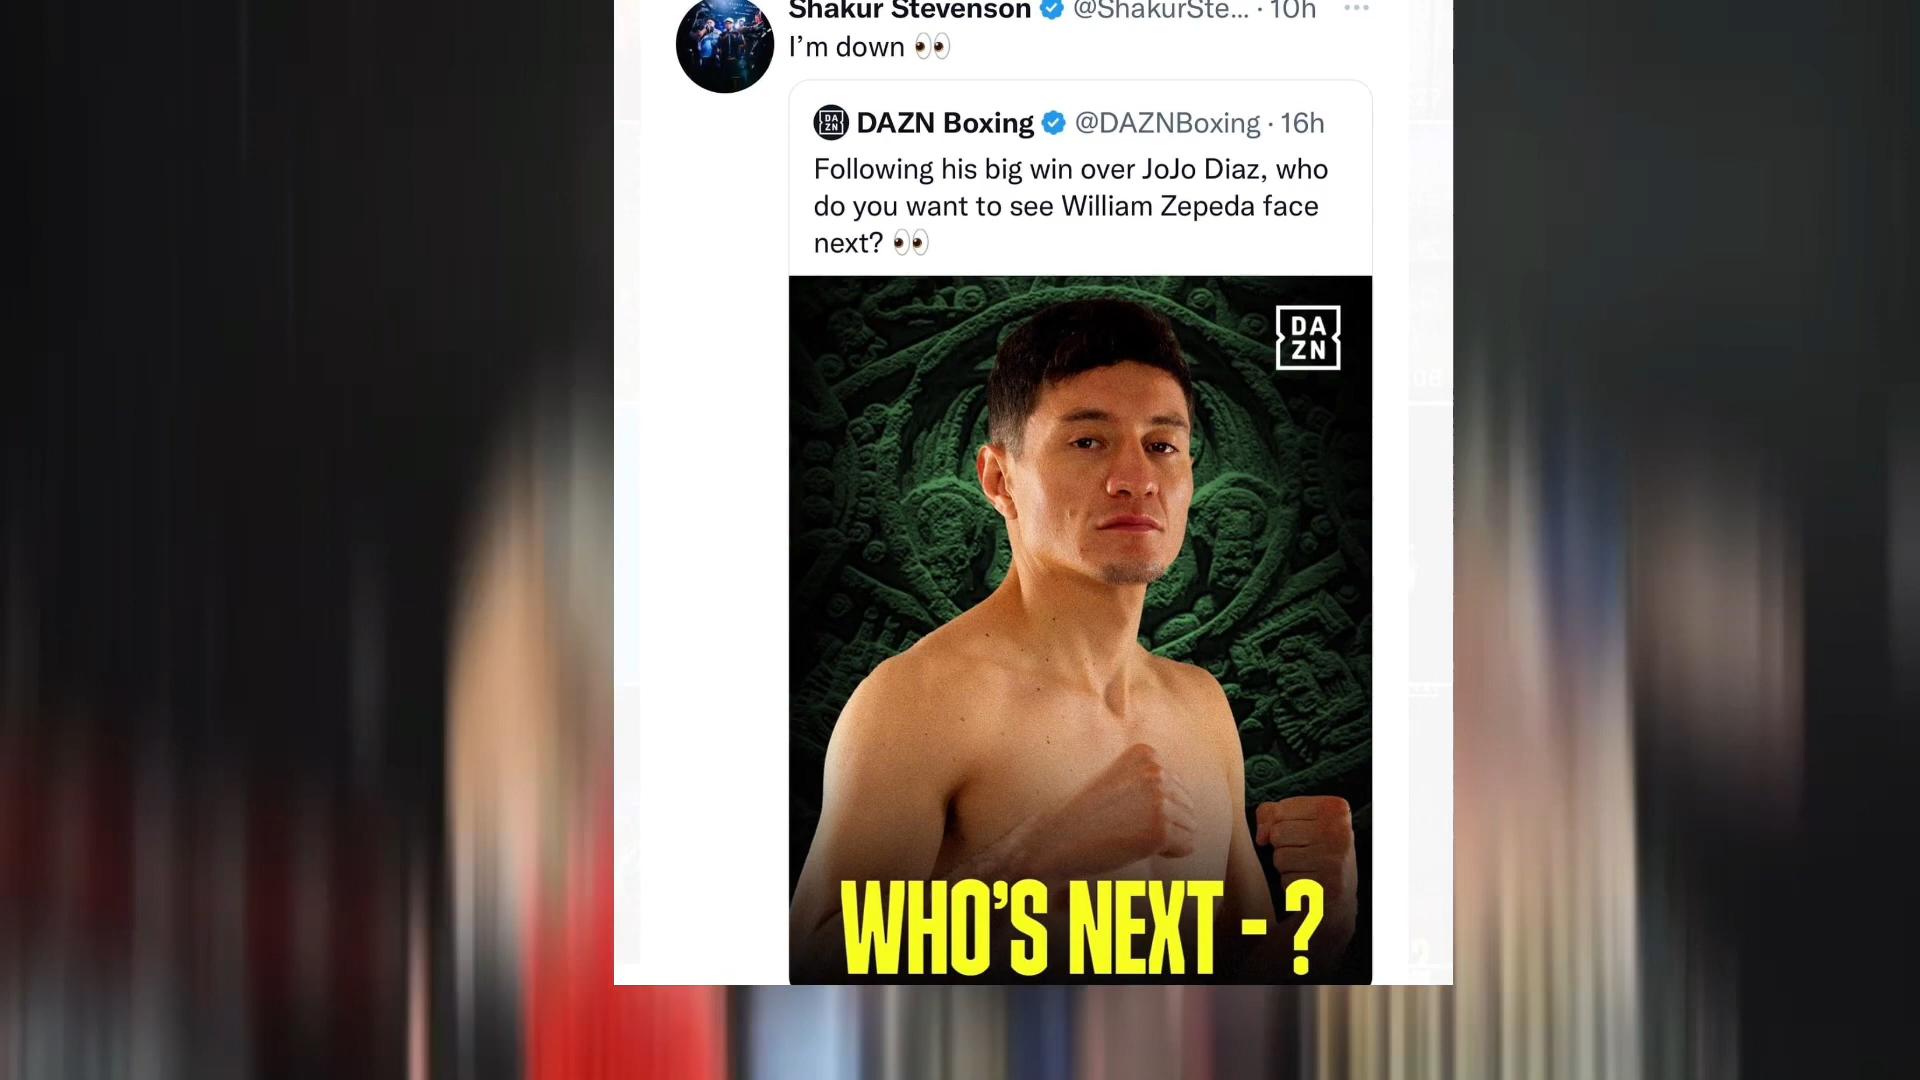 Shakur Stevenson @ShakurSte... · 10h
I'm down 👀
DAZN Boxing @DAZNBoxing · 16h
Following his big win over JoJo Diaz, who
do you want to see William Zepeda face
next? 👀
DA
ZN
WHO'S NEXT - ?